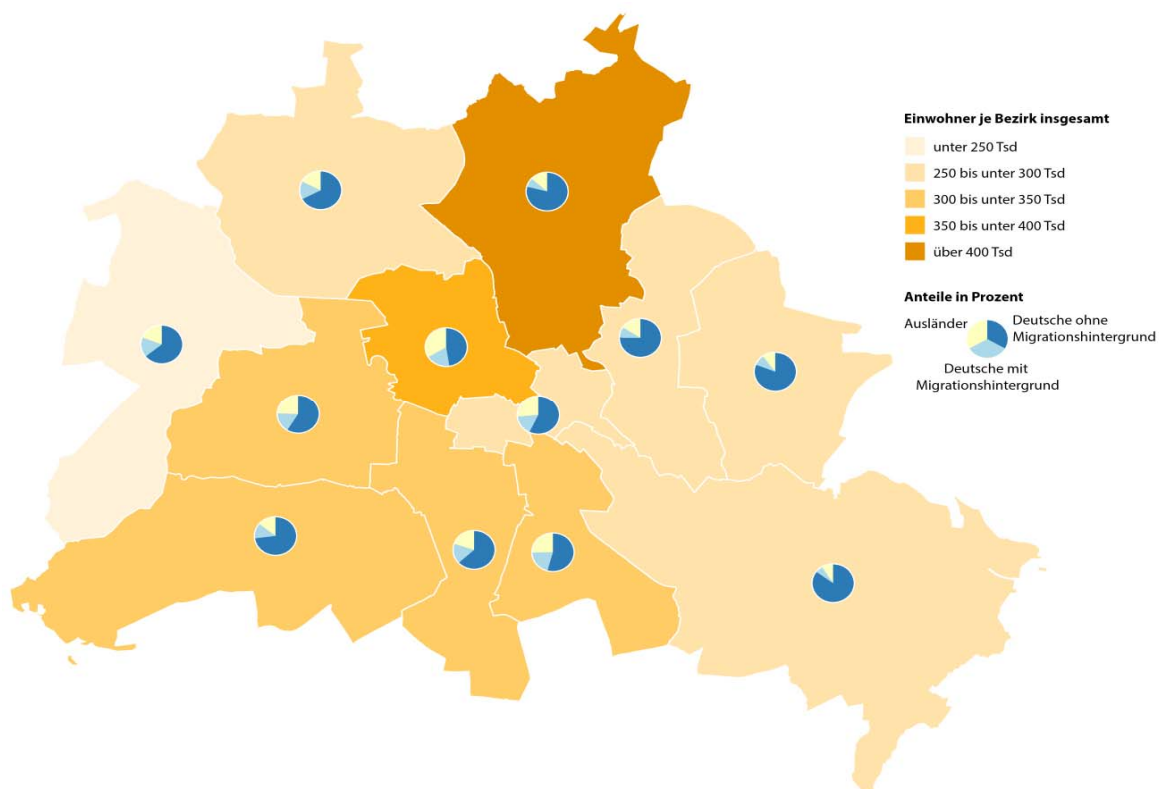 Einwohner je Bezirk insgesamt
unter 250 Tsd
250 bis unter 300 Tsd
300 bis unter 350 Tsd
350 bis unter 400 Tsd
über 400 Tsd
Anteile in Prozent
Ausländer
Deutsche ohne
Migrationshintergrund
Deutsche mit
Migrationshintergrund